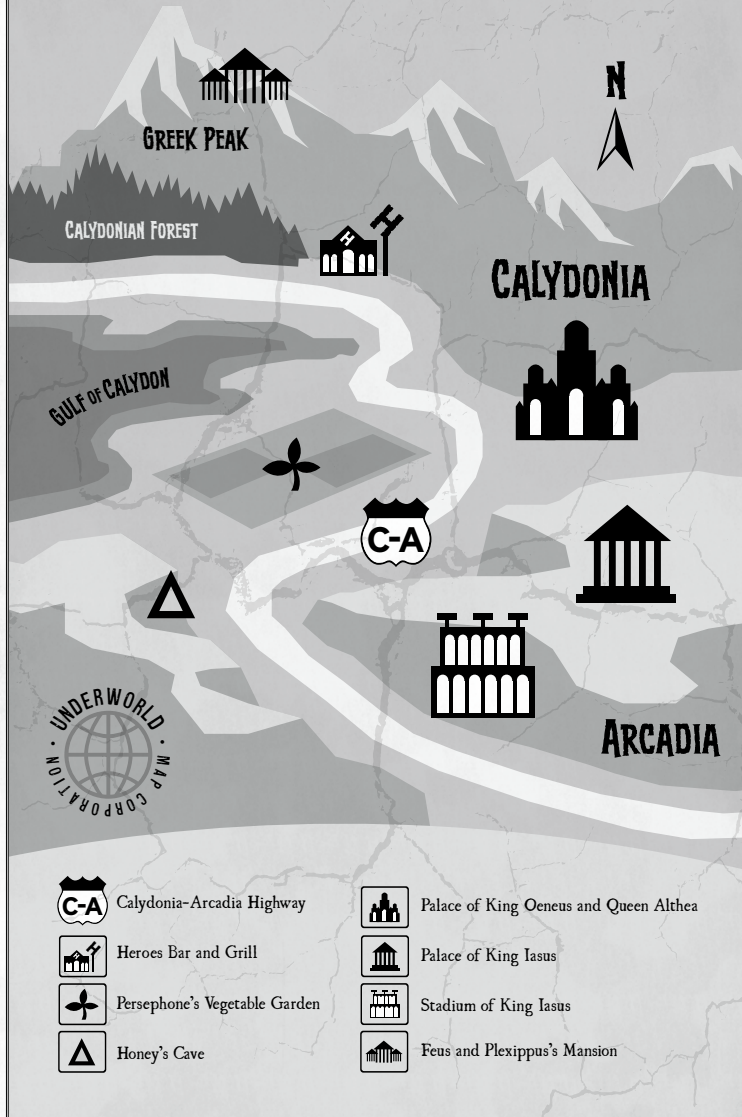 N
GREEK PEAK
CALYDONIAN FOREST
H
H
CALYDONIA
GULF OF CALYDON
C-A
ARCADIA
UNDERWORLD
MAP CORPORATION
C-A Calydonia-Arcadia Highway
Heroes Bar and Grill
Persephone's Vegetable Garden
Honey's Cave
Palace of King Oeneus and Queen Althea
Palace of King Iasus
Stadium of King Iasus
Feus and Plexippus's Mansion